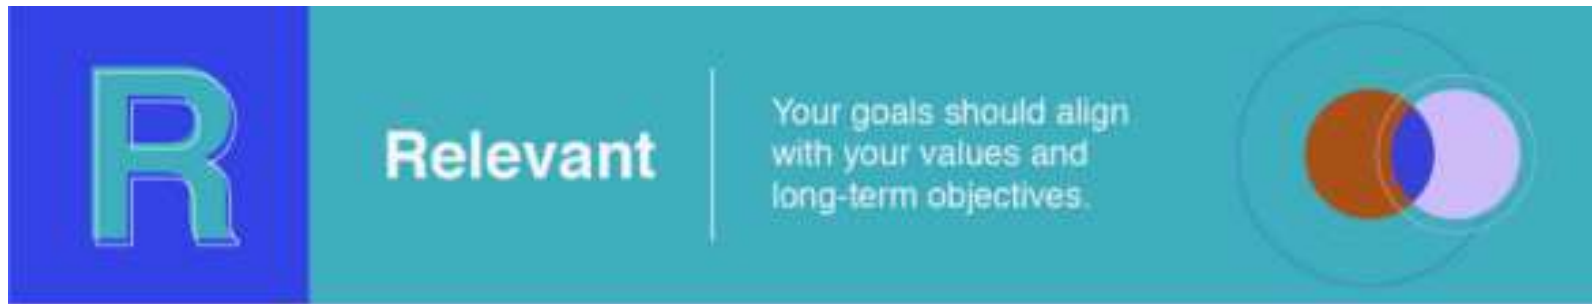 R
Relevant
Your goals should align
with your values and
long-term objectives.